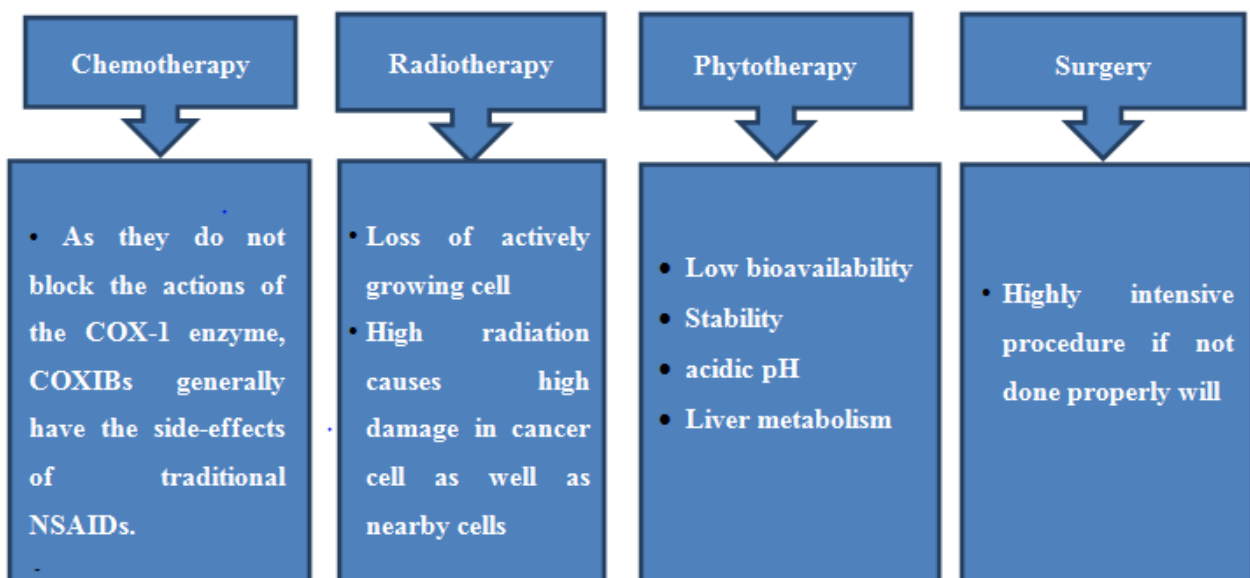 Chemotherapy
Radiotherapy
Phytotherapy
Surgery
• As they do not
block the actions of
the COX-1 enzyme,
COXIBs generally
have the side-effects
of traditional
NSAIDs.
• Loss of actively
growing cell
• High radiation
causes high
damage in cancer
cell as well as
nearby cells
• Low bioavailability
• Stability
• acidic pH
• Liver metabolism
• Highly intensive
procedure if not
done properly will